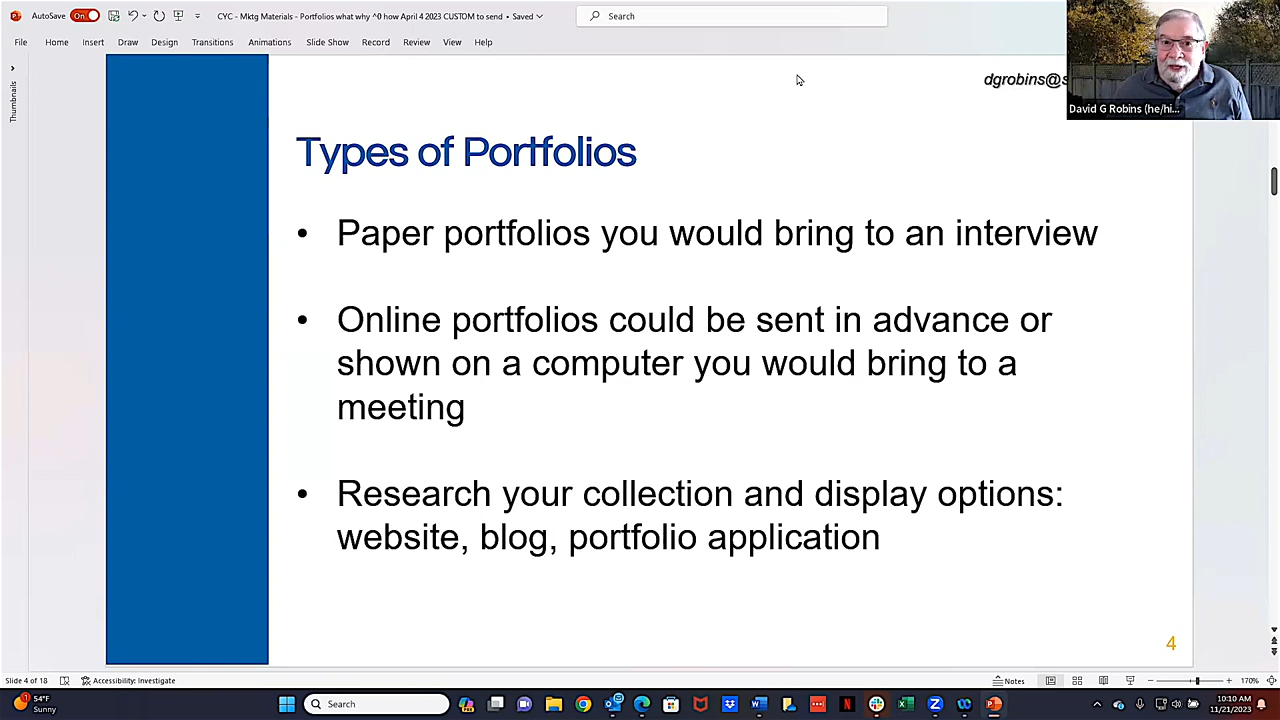 AutoSave On CYC - Mktg Materials - Portfolios what why ^0 how April 4 2023 CUSTOM to send • Saved Search
File Home Insert Draw Design Transitions Animations Slide Show Record Review View Help
Thumbnails
dgrobins@s
David G Robins (he/hi...
Types of Portfolios
• Paper portfolios you would bring to an interview
• Online portfolios could be sent in advance or
shown on a computer you would bring to a
meeting
• Research your collection and display options:
website, blog, portfolio application
4
Slide 4 of 18 Accessibility: Investigate Notes 170%
1 54°F Search 10:10 AM
Sunny 11/21/2023